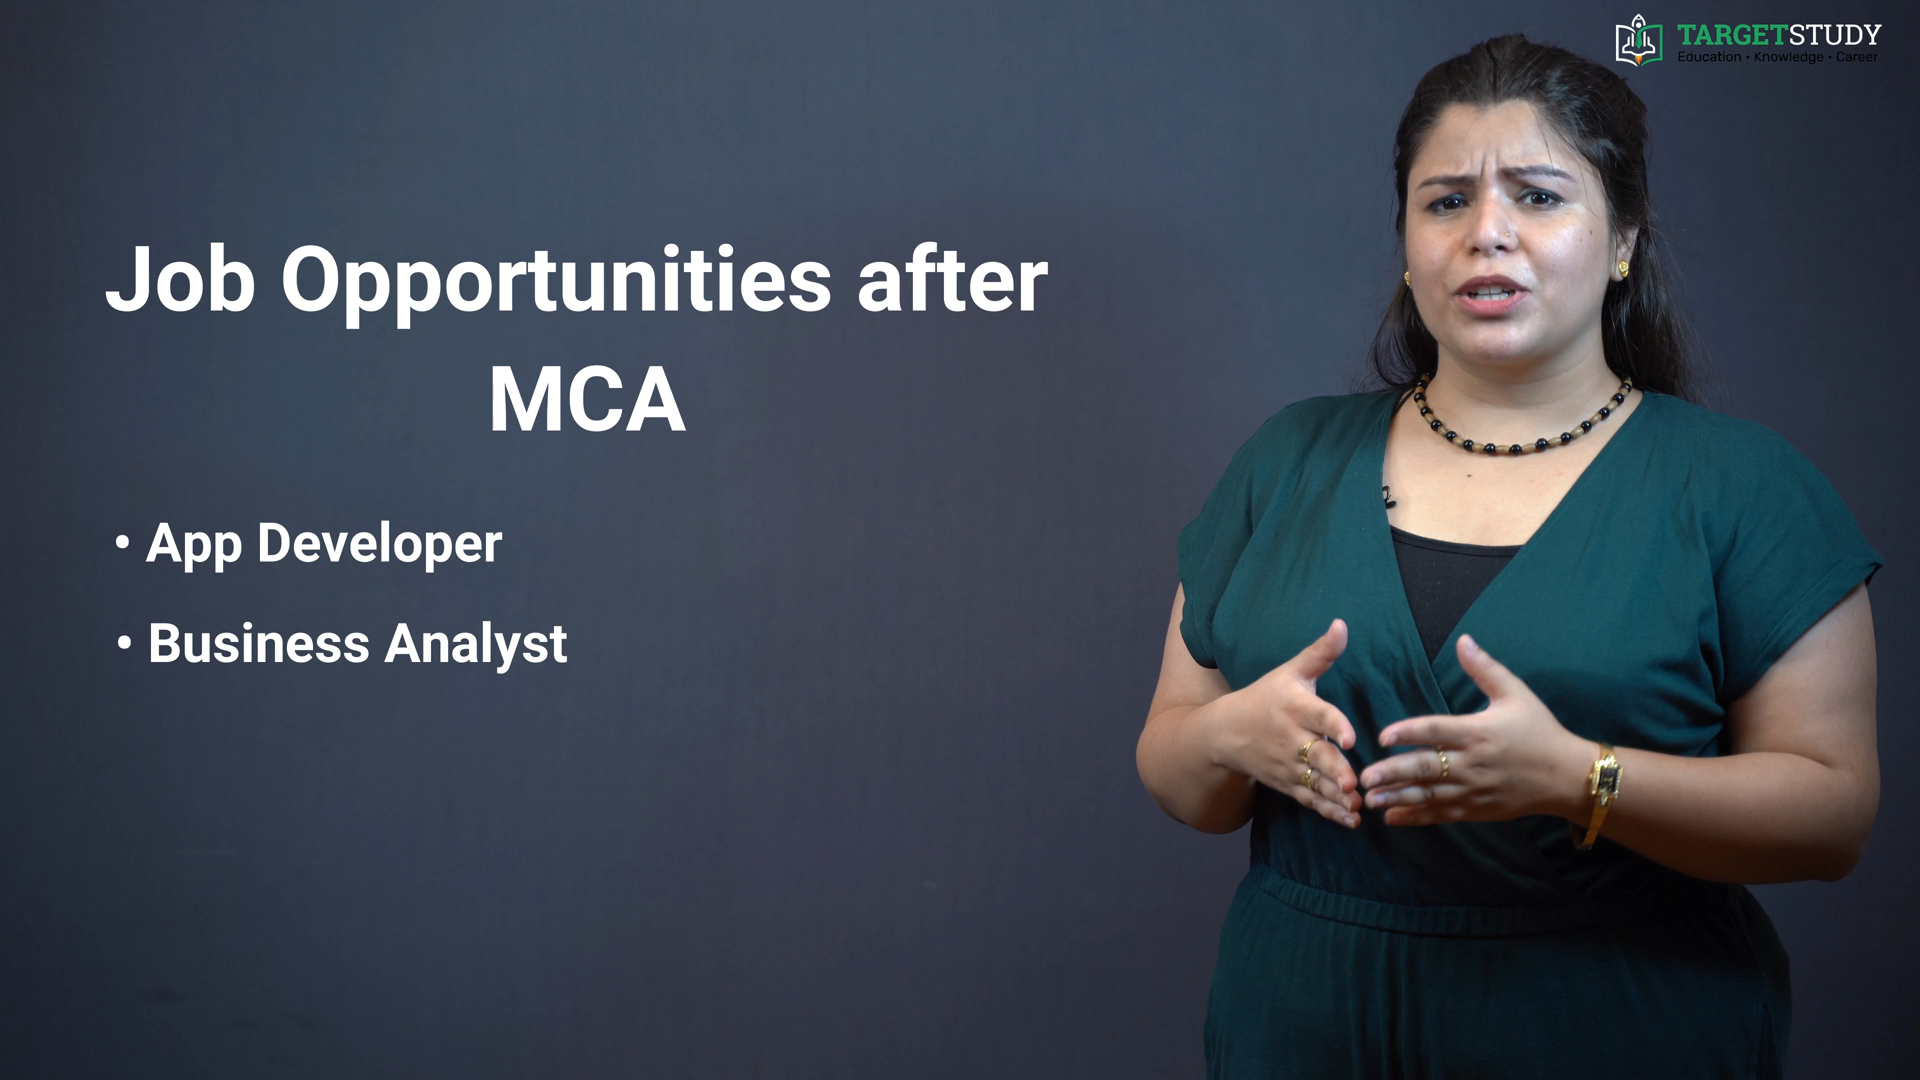 TARGETSTUDY
Education • Knowledge • Career
Job Opportunities after
MCA
• App Developer
• Business Analyst